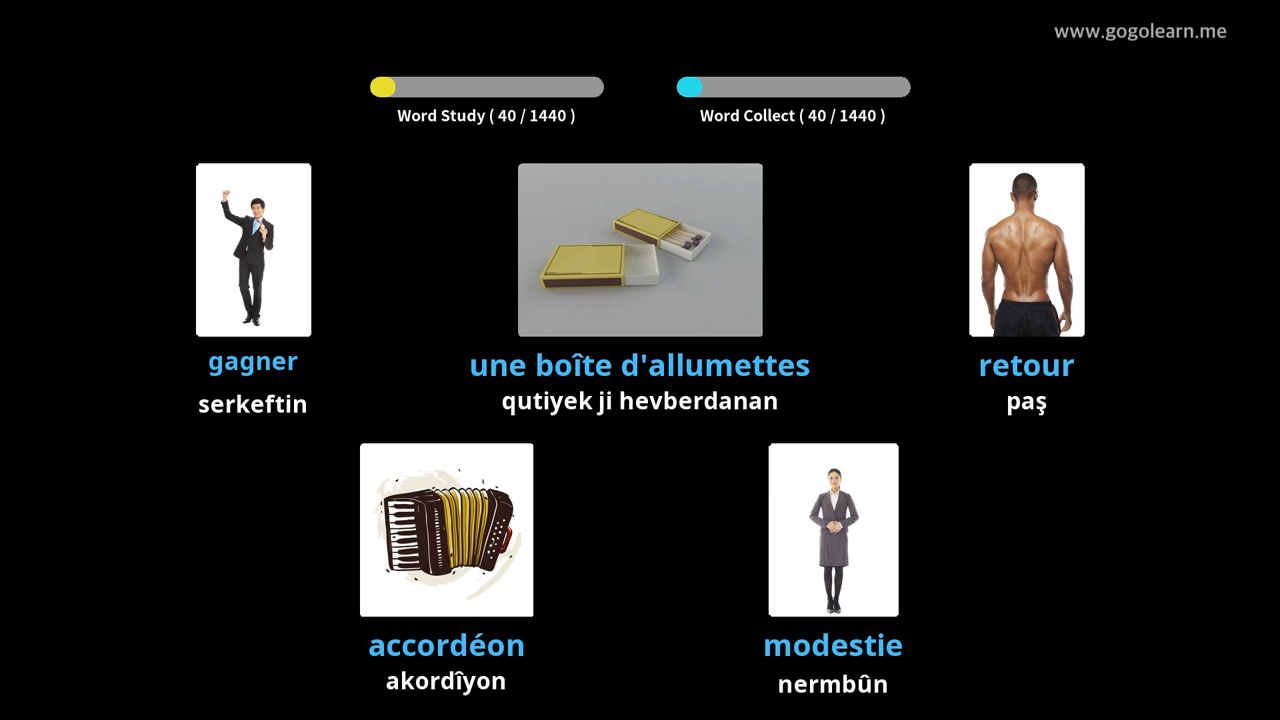 www.gogolearn.me
Word Study ( 40 / 1440 )
Word Collect ( 40 / 1440 )
gagner
serkeftin
une boîte d'allumettes
qutiyek ji hevberdanan
retour
paş
accordéon
akordîyon
modestie
nermbûn